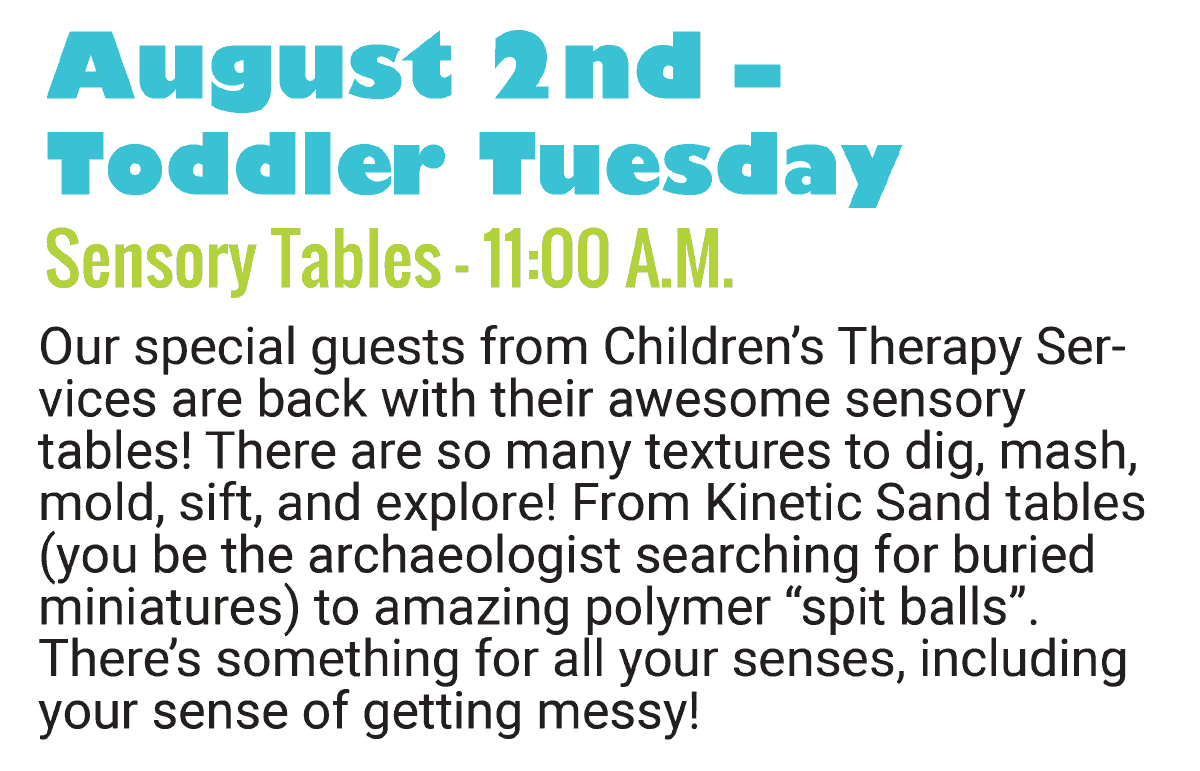 August 2nd –
Toddler Tuesday
Sensory Tables - 11:00 A.M.
Our special guests from Children’s Therapy Ser-
vices are back with their awesome sensory
tables! There are so many textures to dig, mash,
mold, sift, and explore! From Kinetic Sand tables
(you be the archaeologist searching for buried
miniatures) to amazing polymer “spit balls”.
There’s something for all your senses, including
your sense of getting messy!